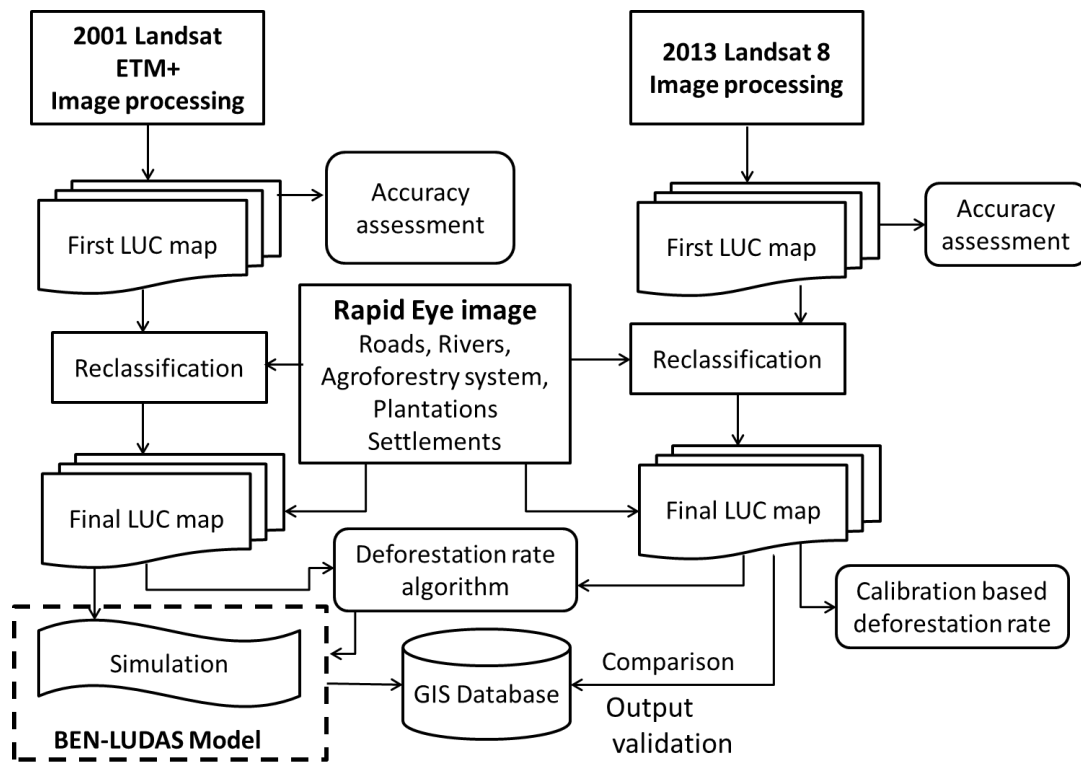 2001 Landsat
ETM+
Image processing
2013 Landsat 8
Image processing
First LUC map
Accuracy
assessment
First LUC map
Accuracy
assessment
Reclassification
Rapid Eye image
Roads, Rivers,
Agroforestry system,
Plantations
Settlements
Reclassification
Final LUC map
Final LUC map
Deforestation rate
algorithm
Calibration based
deforestation rate
Simulation
BEN-LUDAS Model
GIS Database
Comparison
Output
validation